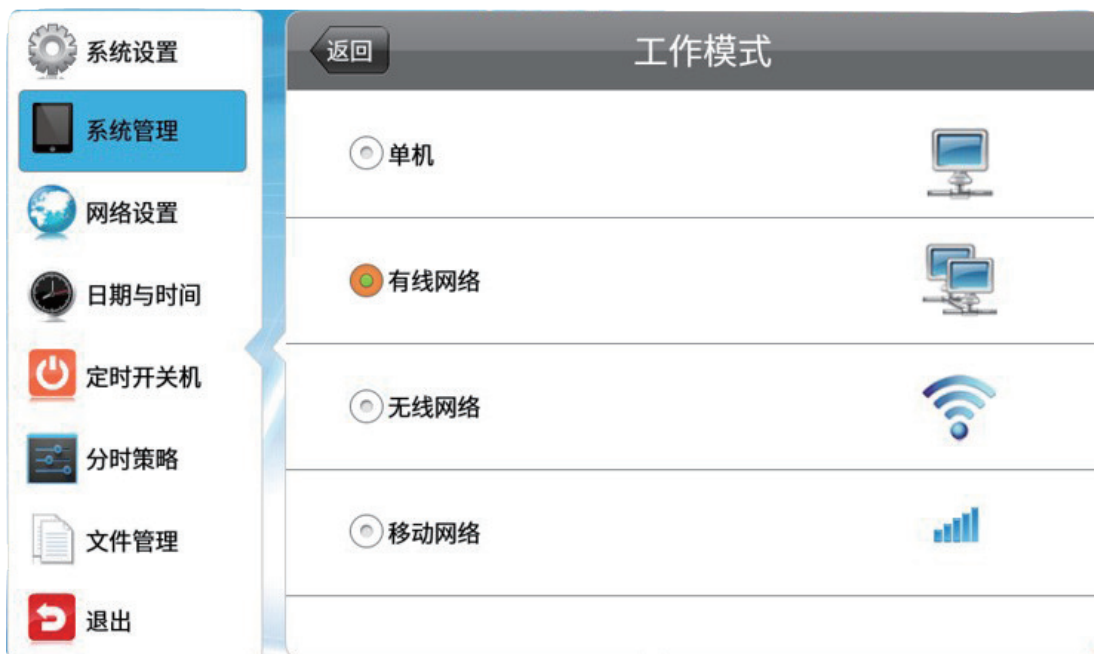 系统设置
系统管理
网络设置
日期与时间
定时开关机
分时策略
文件管理
退出
返回
工作模式
单机
有线网络
无线网络
移动网络